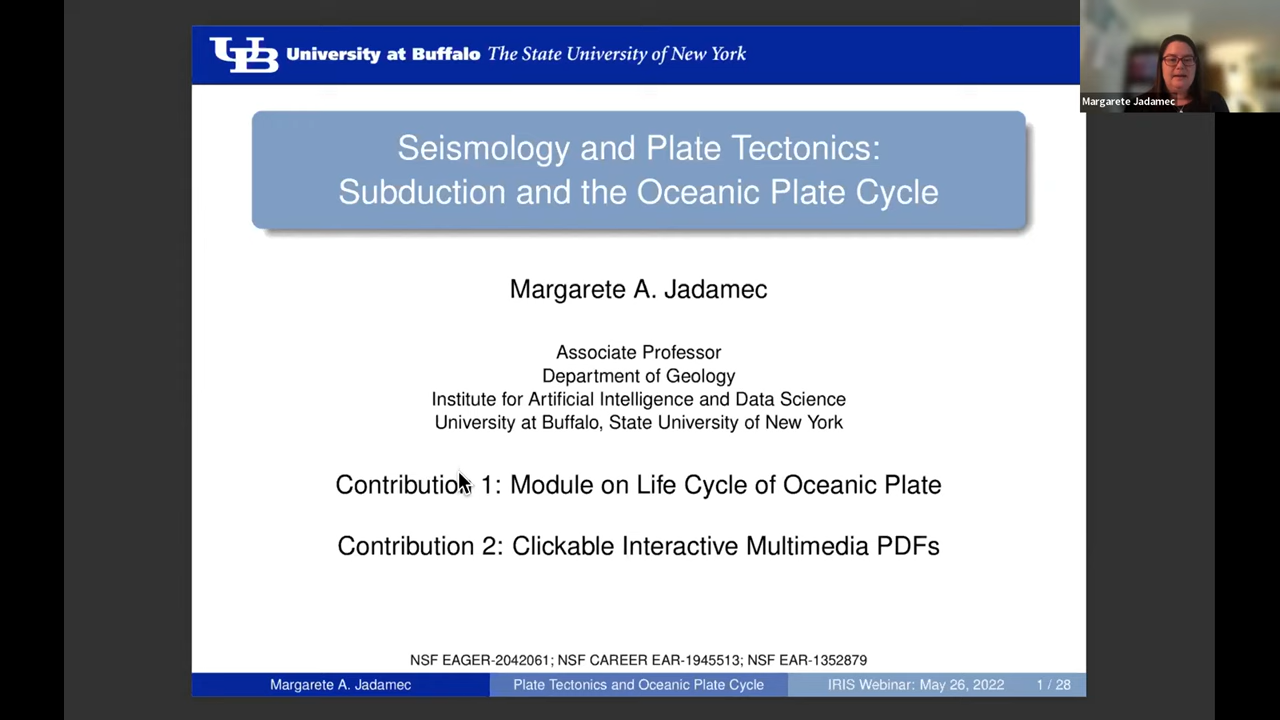 UB University at Buffalo The State University of New York
Margarete Jadamec
Seismology and Plate Tectonics:
Subduction and the Oceanic Plate Cycle
Margarete A. Jadamec
Associate Professor
Department of Geology
Institute for Artificial Intelligence and Data Science
University at Buffalo, State University of New York
Contribution 1: Module on Life Cycle of Oceanic Plate
Contribution 2: Clickable Interactive Multimedia PDFs
NSF EAGER-2042061; NSF CAREER EAR-1945513; NSF EAR-1352879
Margarete A. Jadamec Plate Tectonics and Oceanic Plate Cycle IRIS Webinar: May 26, 2022 1 / 28